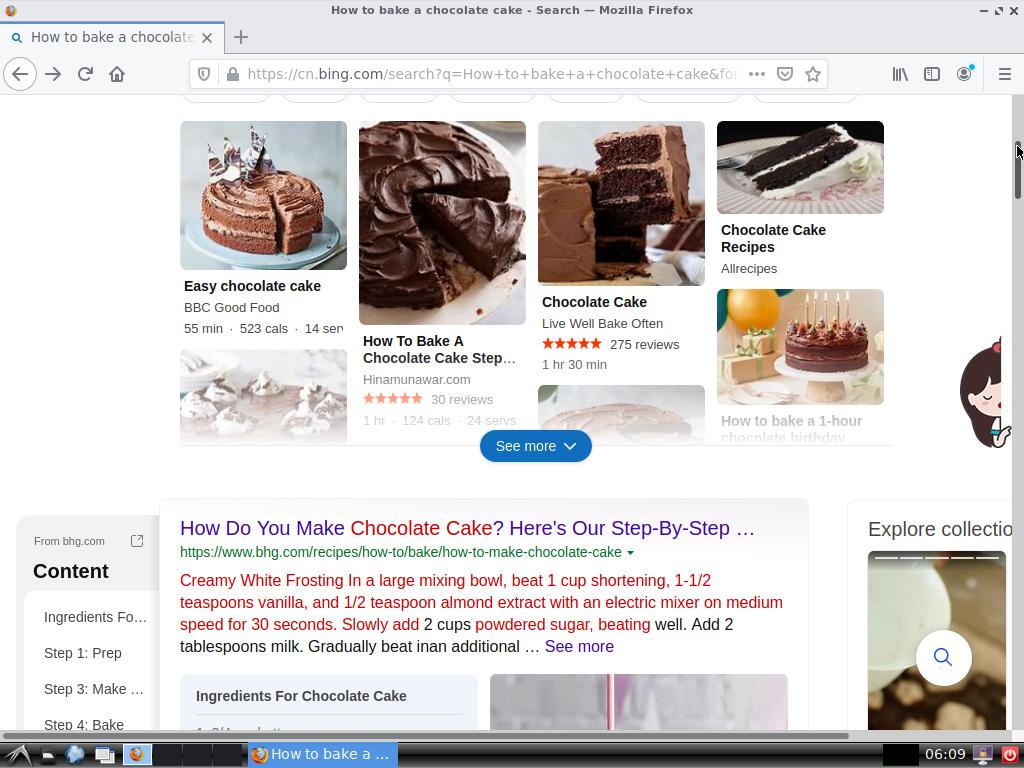 How to bake a chocolate cake - Search — Mozilla Firefox
How to bake a chocolate
https://cn.bing.com/search?q=How+to+bake+a+chocolate+cake&for
Easy chocolate cake
BBC Good Food
55 min · 523 cals · 14 serv
How To Bake A
Chocolate Cake Step...
Hinamunawar.com
30 reviews
1 hr · 124 cals · 24 servs
Chocolate Cake
Live Well Bake Often
275 reviews
1 hr 30 min
Chocolate Cake
Recipes
Allrecipes
How to bake a 1-hour
chocolate birthday...
See more
From bhg.com
Content
Ingredients Fo...
Step 1: Prep
Step 3: Make ...
Step 4: Bake
How Do You Make Chocolate Cake? Here's Our Step-By-Step ...
https://www.bhg.com/recipes/how-to/bake/how-to-make-chocolate-cake
Creamy White Frosting In a large mixing bowl, beat 1 cup shortening, 1-1/2
teaspoons vanilla, and 1/2 teaspoon almond extract with an electric mixer on medium
speed for 30 seconds. Slowly add 2 cups powdered sugar, beating well. Add 2
tablespoons milk. Gradually beat inan additional ... See more
Ingredients For Chocolate Cake
Explore collectio
How to bake a ...
06:09